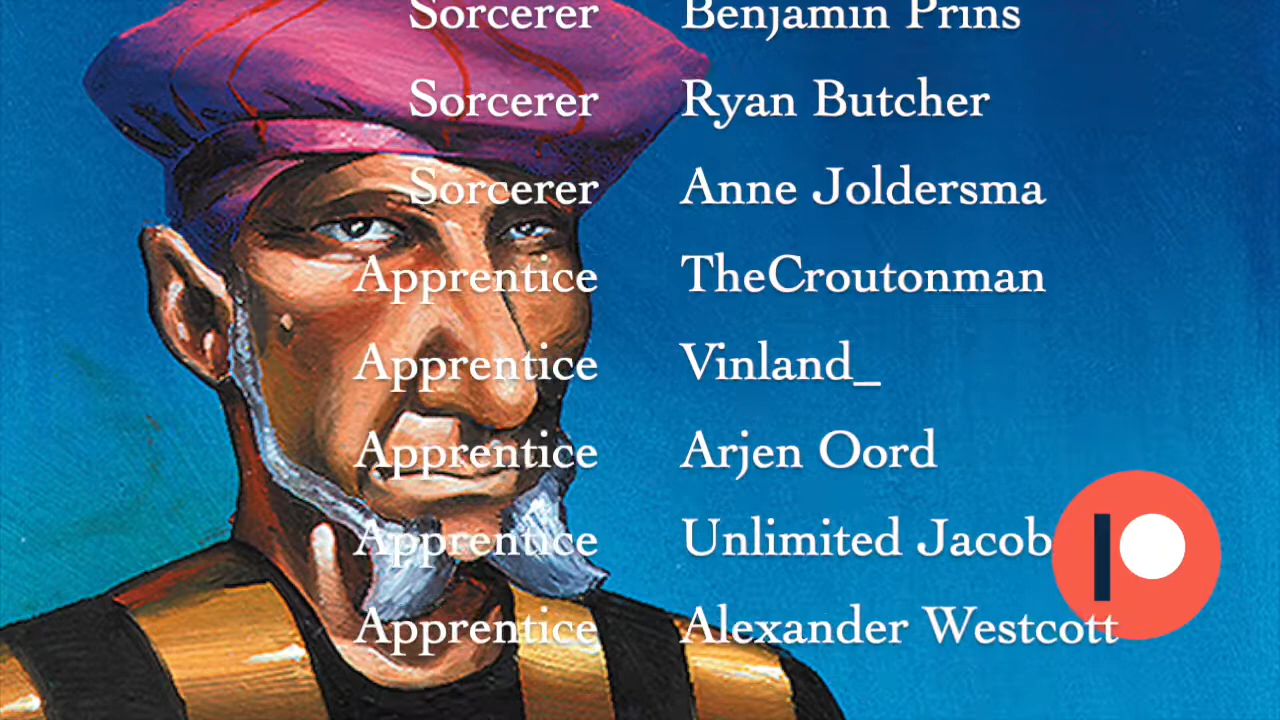 Sorcerer Benjamin Prins
Sorcerer Ryan Butcher
Sorcerer Anne Joldersma
Apprentice TheCroutonman
Apprentice Vinland_
Apprentice Arjen Oord
Apprentice Unlimited Jacob
Apprentice Alexander Westcott